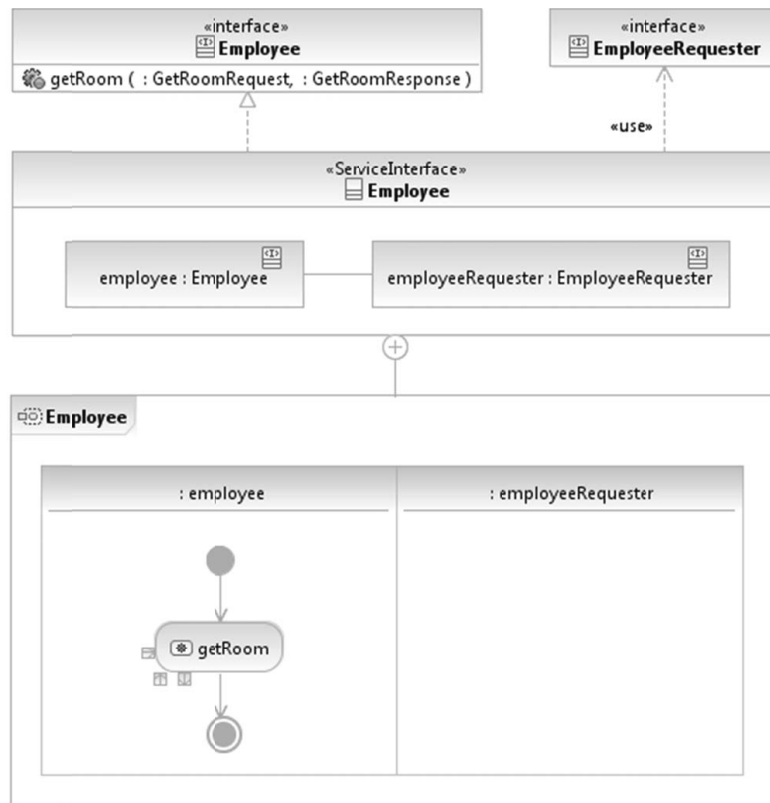 «interface»
Employee
getRoom ( : GetRoomRequest, : GetRoomResponse )
«interface»
EmployeeRequester
«use»
«ServiceInterface»
Employee
employee : Employee
employeeRequester : EmployeeRequester
Employee
: employee
: employeeRequester
getRoom